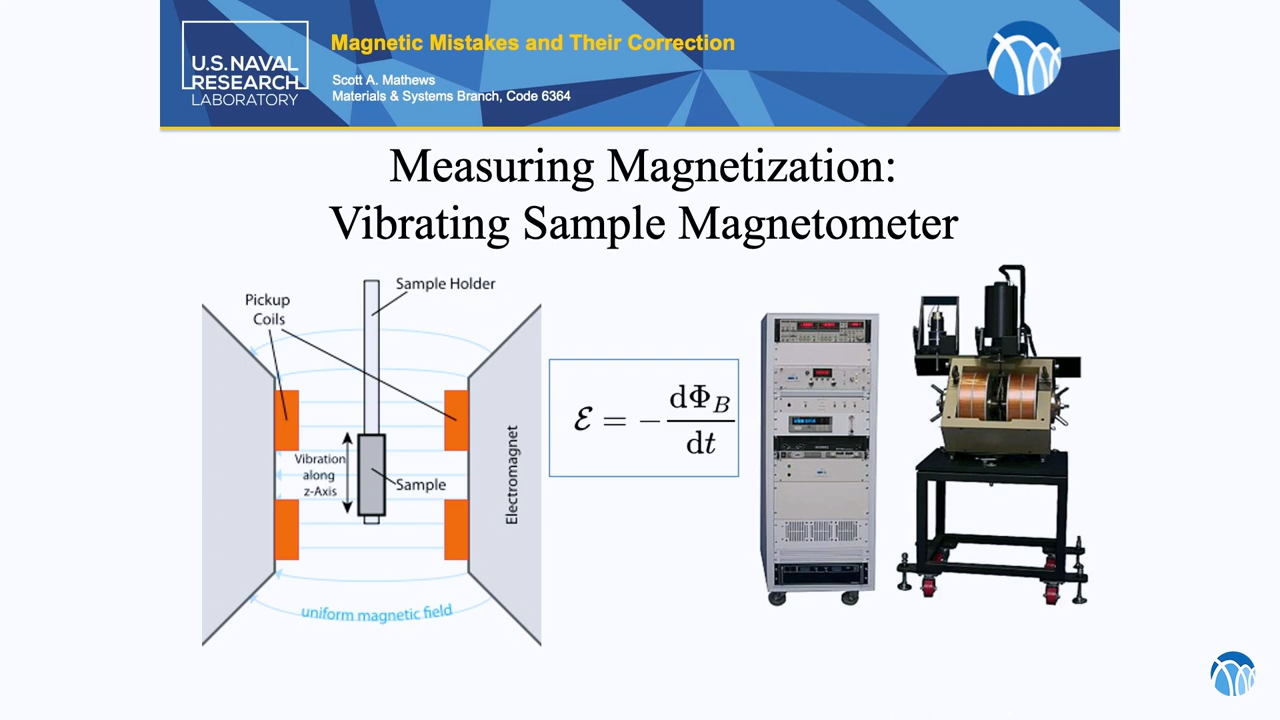 U.S. NAVAL
RESEARCH
LABORATORY
Magnetic Mistakes and Their Correction
Scott A. Mathews
Materials & Systems Branch, Code 6364
Measuring Magnetization:
Vibrating Sample Magnetometer
Sample Holder
Pickup
Coils
Vibration
along
z-Axis
Sample
Electromagnet
uniform magnetic field
ℰ = − dΦ_B/dt